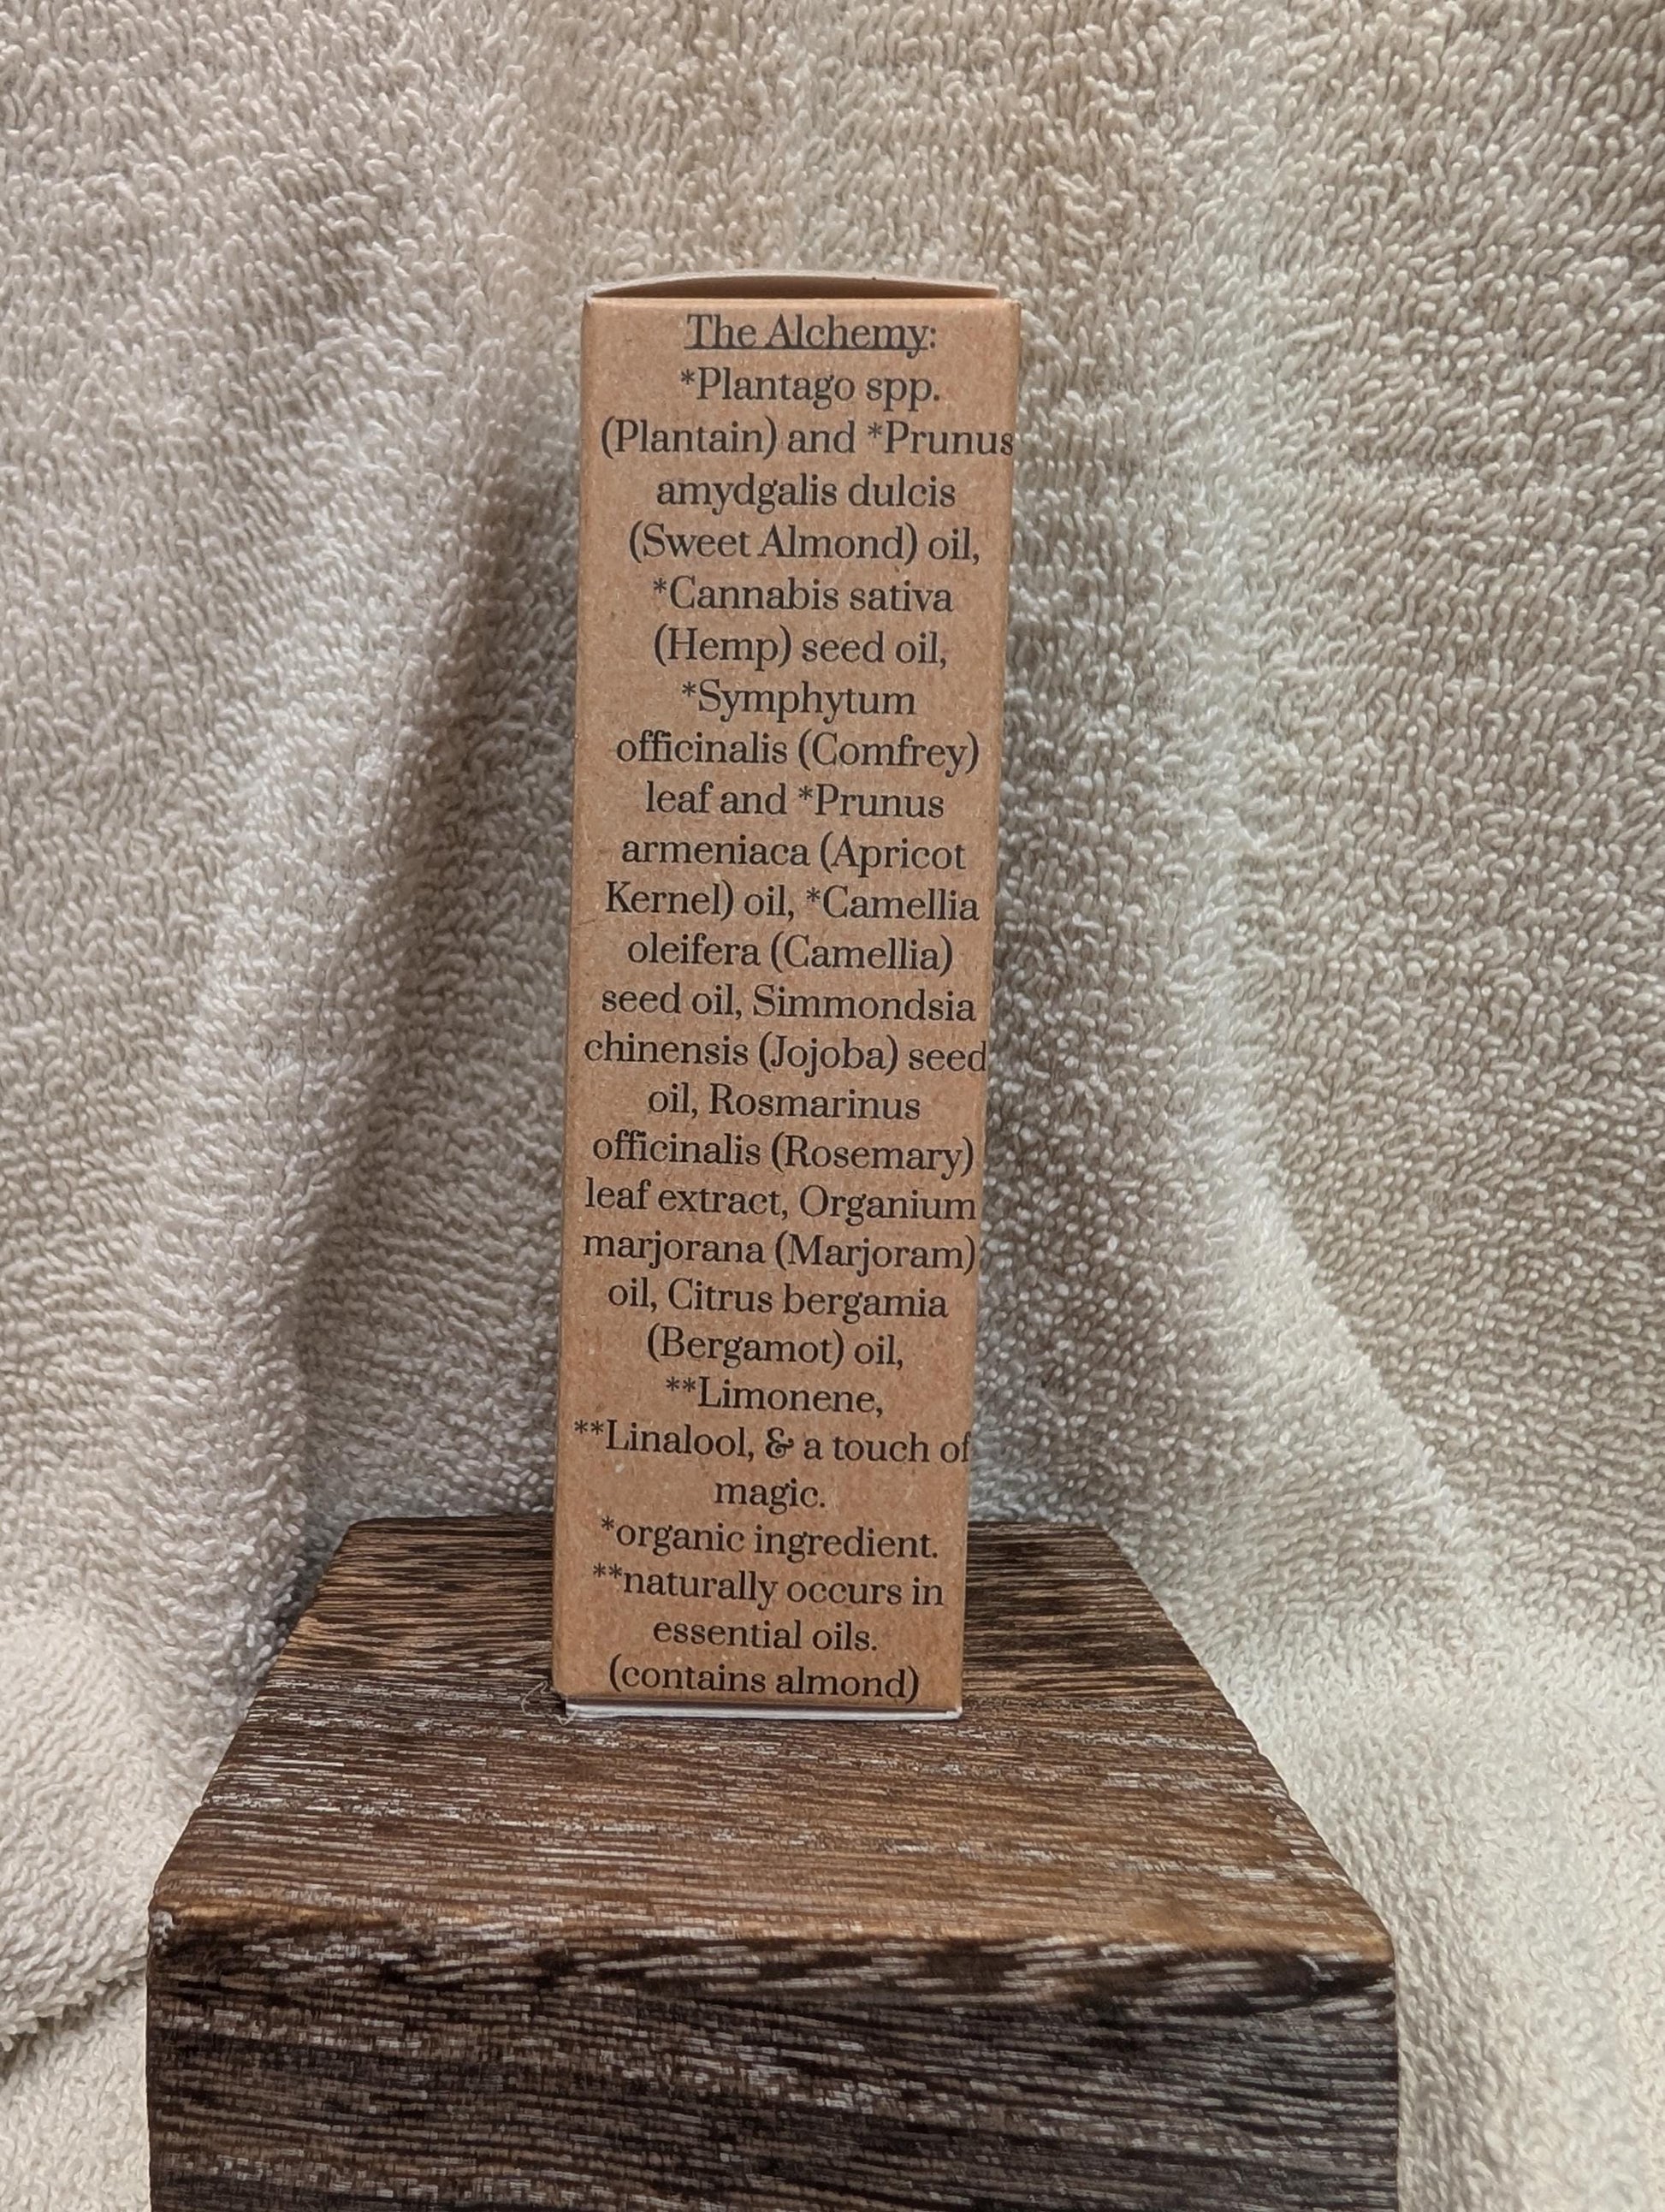 The Alchemy:
*Plantago spp.
(Plantain) and *Prunus
amydgalis dulcis
(Sweet Almond) oil,
*Cannabis sativa
(Hemp) seed oil,
*Symphytum
officinalis (Comfrey)
leaf and *Prunus
armeniaca (Apricot
Kernel) oil, *Camellia
oleifera (Camellia)
seed oil, Simmondsia
chinensis (Jojoba) seed
oil, Rosmarinus
officinalis (Rosemary)
leaf extract, Organium
marjorana (Marjoram)
oil, Citrus bergamia
(Bergamot) oil,
**Limonene,
**Linalool, & a touch of
magic.
*organic ingredient.
**naturally occurs in
essential oils.
(contains almond)